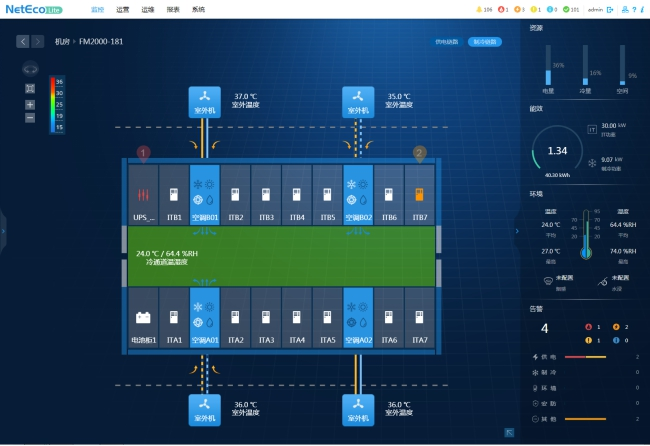 NetEco Lite 监控 运营 运维 报表 系统 106 1 3 1 0 101 admin
机房 FM2000-181 供电链路 制冷链路
36
30
25
19
15
37.0 ℃
室外温度
室外机
35.0 ℃
室外温度
室外机
1 2
UPS_... ITB1 空调B01 ITB2 ITB3 ITB4 ITB5 空调B02 ITB6 ITB7
24.0 ℃ / 64.4 %RH
冷通道温湿度
电池柜1 ITA1 空调A01 ITA2 ITA3 ITA4 ITA5 空调A02 ITA6 ITA7
室外机
36.0 ℃
室外温度
室外机
36.0 ℃
室外温度
资源
26% 16% 9%
电量 冷量 空间
能效
1.34
40.30 kWh
IT 30.00 kW
IT功率
9.07 kW
制冷功率
环境
温度 湿度
24.0 ℃
平均
27.0 ℃
最高
70 95
45 70
20 45
20
64.4 %RH
平均
74.0 %RH
最高
未配置
烟感
未配置
水浸
告警
4
1 2
1 0
供 电 2
制 冷 0
环 境 0
安 防 0
其 他 2